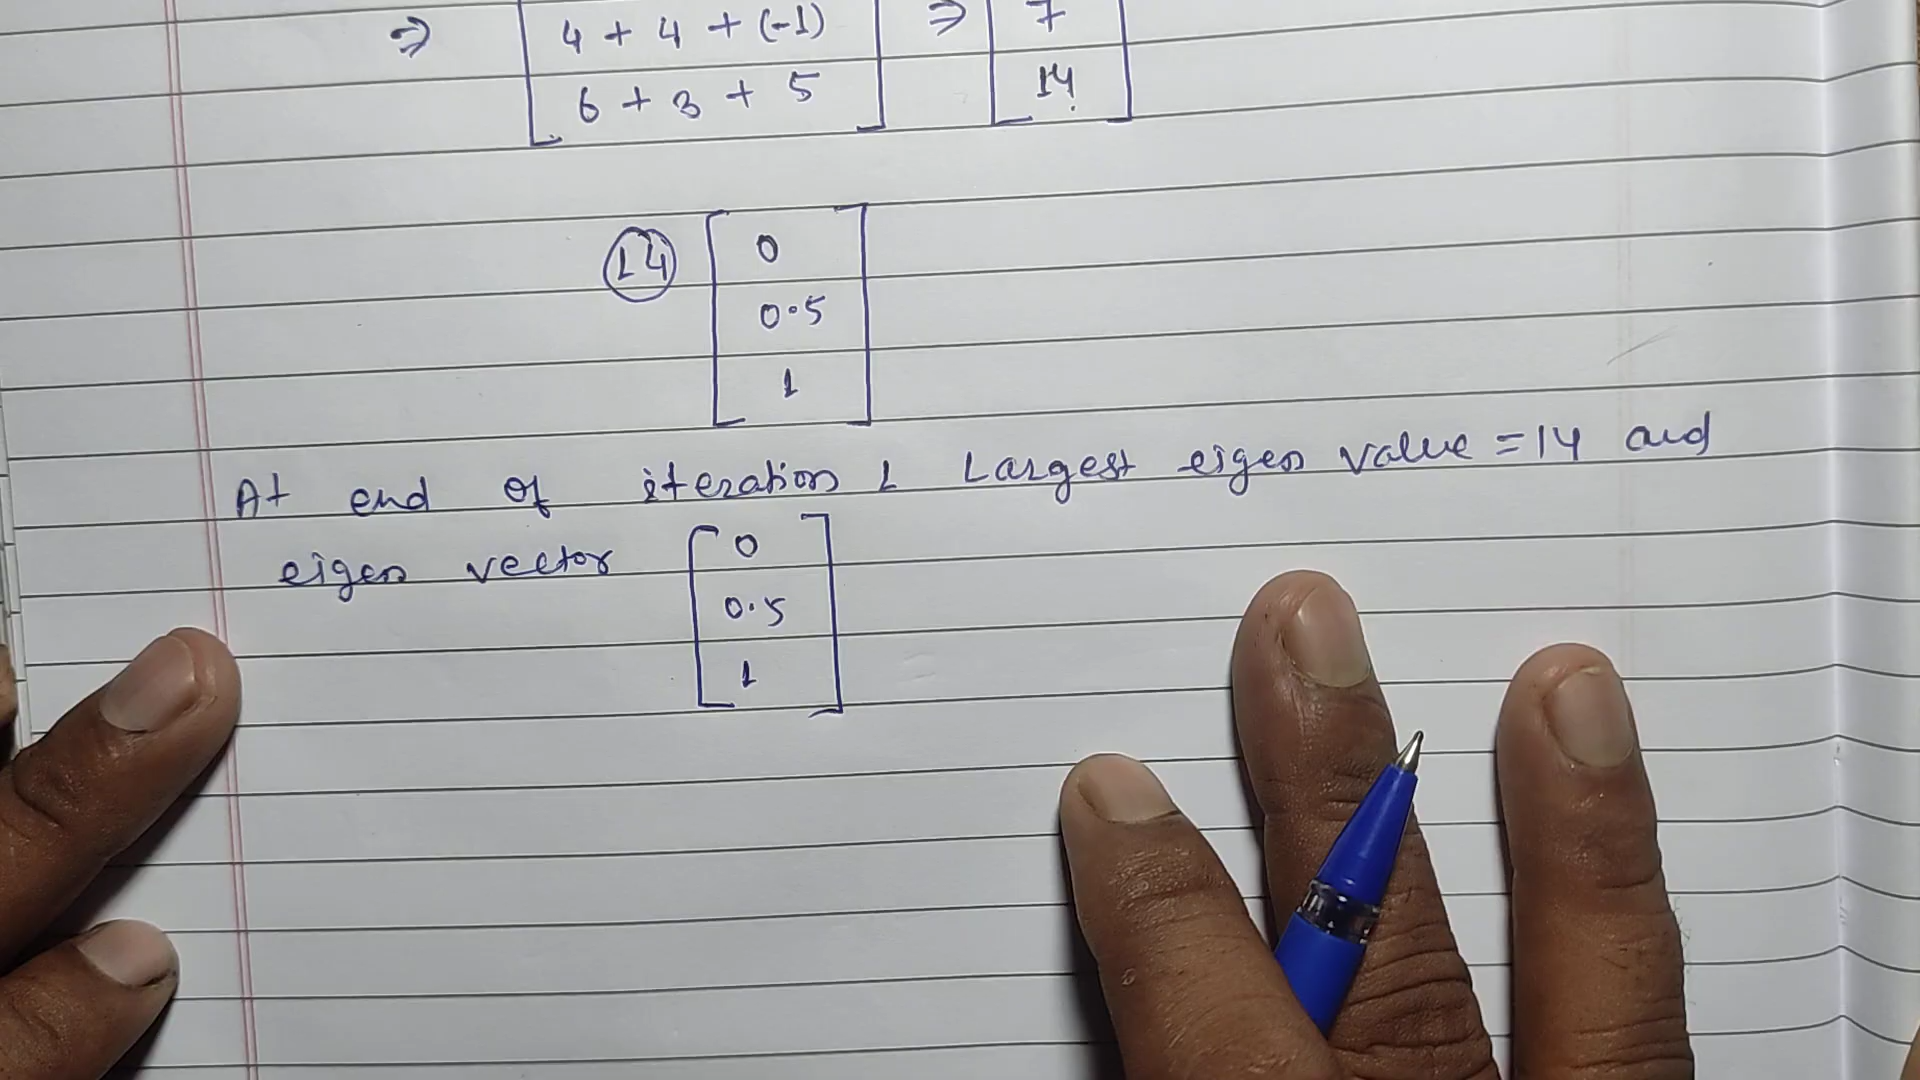 ⇒ [ 4 + 4 + (-1) ] ⇒ [ 7 ]
[ 6 + 3 + 5 ] [ 14 ]
14 [ 0 ]
[ 0.5 ]
[ 1 ]
At end of iteration 1 Largest eigen value = 14 and
eigen vector [ 0 ]
[ 0.5 ]
[ 1 ]